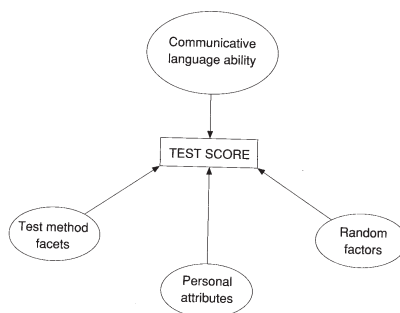 Communicative
language ability
TEST SCORE
Test method
facets
Personal
attributes
Random
factors